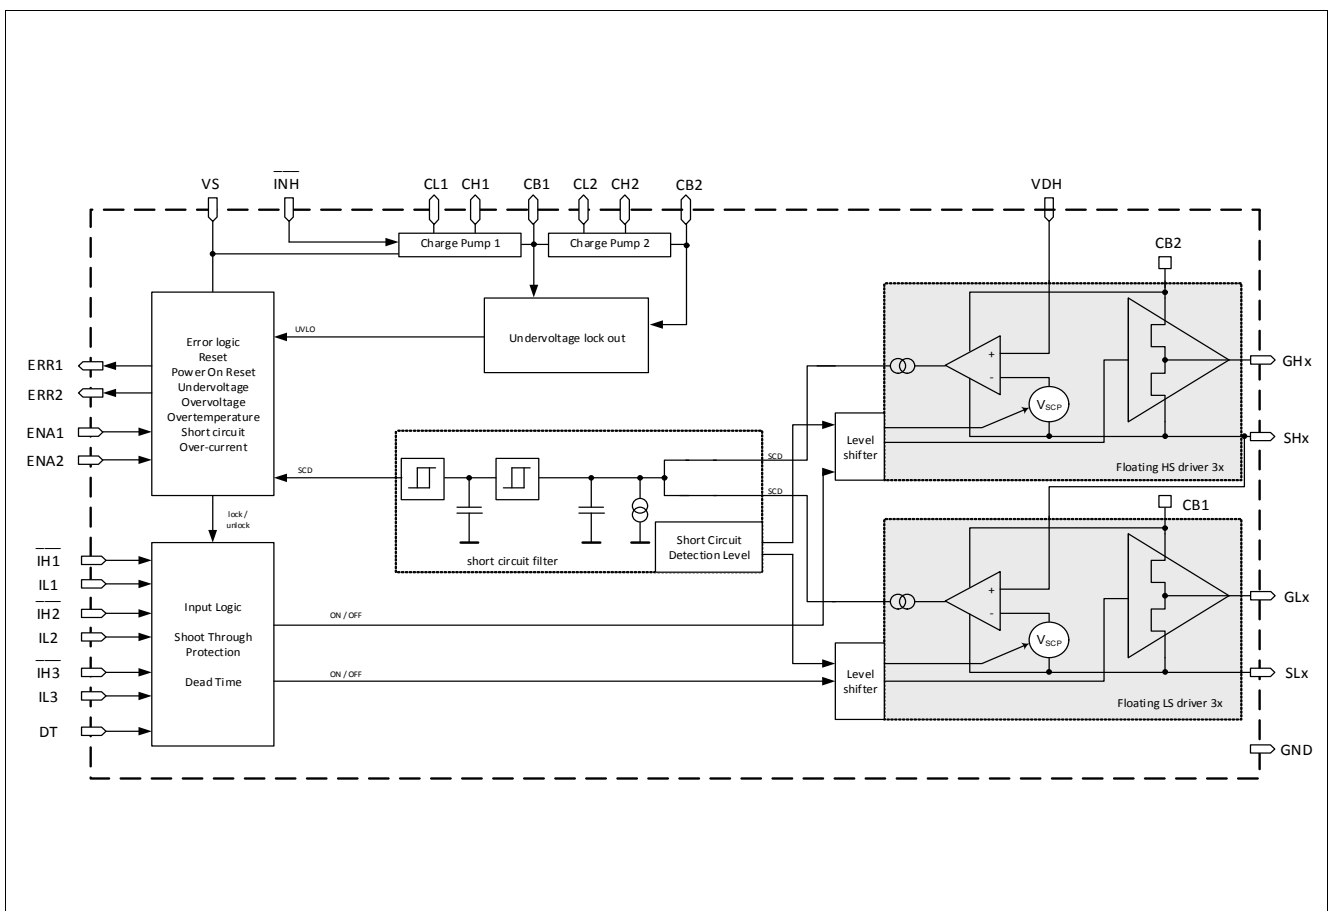 VS
INH
CL1
CH1
CB1
CL2
CH2
CB2
VDH
Charge Pump 1
Charge Pump 2
CB2
Undervoltage lock out
UVLO
Error logic
Reset
Power On Reset
Undervoltage
Overvoltage
Overtemperature
Short circuit
Over-current
ERR1
ERR2
ENA1
ENA2
+
-
VSCP
GHx
SHx
Level
shifter
Floating HS driver 3x
SCD
SCD
SCD
lock/
unlock
Short Circuit
Detection Level
short circuit filter
CB1
IH1
IL1
IH2
IL2
IH3
IL3
DT
Input Logic
Shoot Through
Protection
Dead Time
ON / OFF
ON / OFF
+
-
VSCP
GLx
SLx
Level
shifter
Floating LS driver 3x
GND